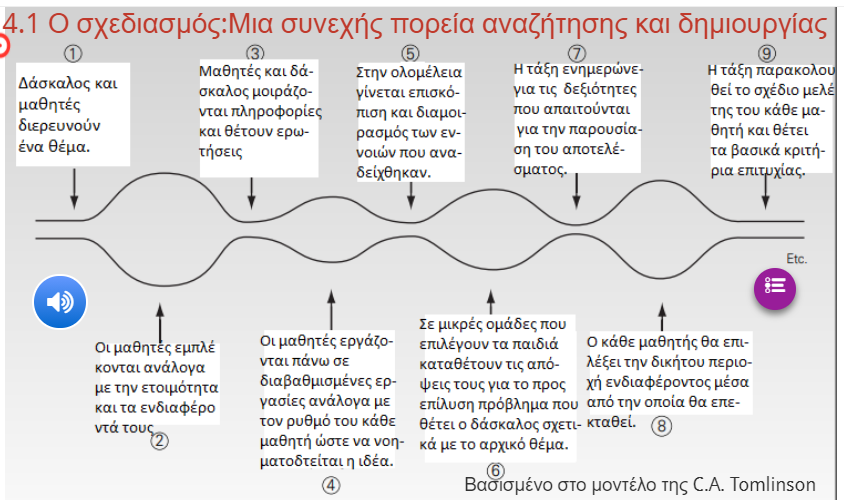 4.1 Ο σχεδιασμός:Μια συνεχής πορεία αναζήτησης και δημιουργίας
①
Δάσκαλος και
μαθητές
διερευνούν
ένα θέμα.
③
Μαθητές και δά-
σκαλος μοιράζο-
νται πληροφορίες
και θέτουν ερω-
τήσεις
⑤
Στην ολομέλεια
γίνεται επισκό-
πιση και διαμοι-
ρασμός των εν-
νοιών που ανα-
δείχθηκαν.
⑦
Η τάξη ενημερώνε-
για τις δεξιότητες
που απαιτούνται
για την παρουσία-
ση του αποτελέ-
σματος.
⑨
Η τάξη παρακολου
θεί το σχέδιο μελέ
της του κάθε μα-
θητή και θέτει
τα βασικά κριτή-
ρια επιτυχίας.
Etc.
Οι μαθητές εμπλέ
κονται ανάλογα
με την ετοιμότητα
και τα ενδιαφέρο
ντά τους
②
Οι μαθητές εργάζο-
νται πάνω σε
διαβαθμισμένες ερ-
γασίες ανάλογα με
τον ρυθμό του κάθε
μαθητή ώστε να νοη-
ματοδτείται η ιδέα.
④
Σε μικρές ομάδες που
επιλέγουν τα παιδιά
καταθέτουν τις από-
ψεις τους για το προς
επίλυση πρόβλημα που
θέτει ο δάσκαλος σχετι-
κά με το αρχικό θέμα.
⑥
Ο κάθε μαθητής θα επι-
λέξει την δικήτου περιο-
χή ενδιαφέροντος μέσα
από την οποία θα επε-
κταθεί.
⑧
Βασισμένο στο μοντέλο της C.A. Tomlinson